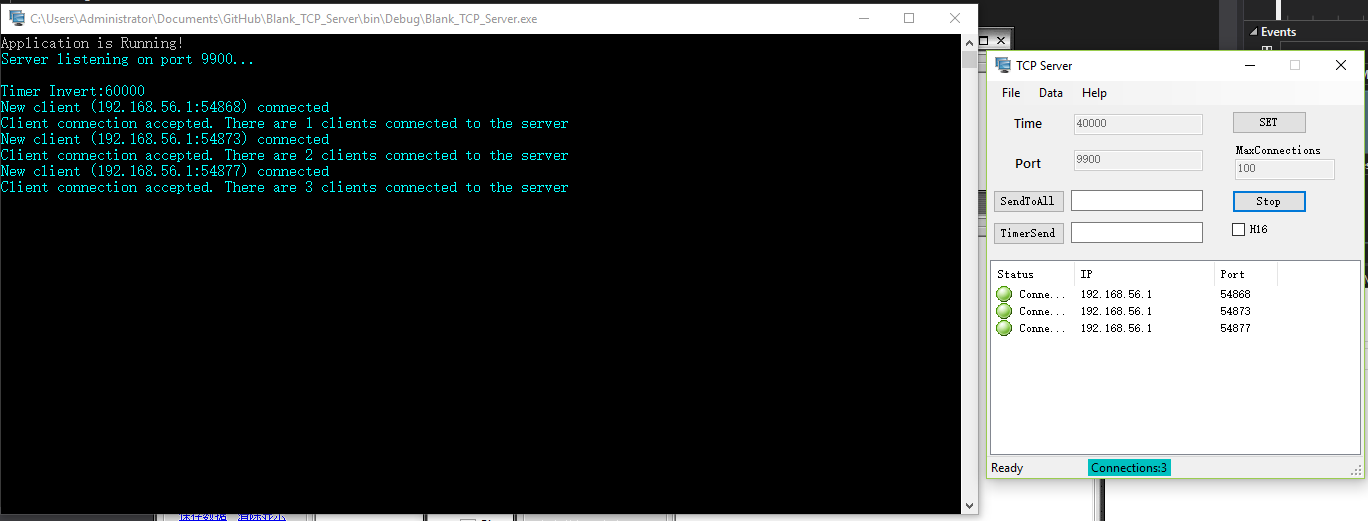 C:\Users\Administrator\Documents\GitHub\Blank_TCP_Server\bin\Debug\Blank_TCP_Server.exe
Application is Running!
Server listening on port 9900...
Timer Invert:60000
New client (192.168.56.1:54868) connected
Client connection accepted. There are 1 clients connected to the server
New client (192.168.56.1:54873) connected
Client connection accepted. There are 2 clients connected to the server
New client (192.168.56.1:54877) connected
Client connection accepted. There are 3 clients connected to the server
Events
TCP Server
File Data Help
Time 40000 SET
MaxConnections
Port 9900 100
SendToAll Stop
TimerSend H16
Status IP Port
Conne... 192.168.56.1 54868
Conne... 192.168.56.1 54873
Conne... 192.168.56.1 54877
Ready Connections:3